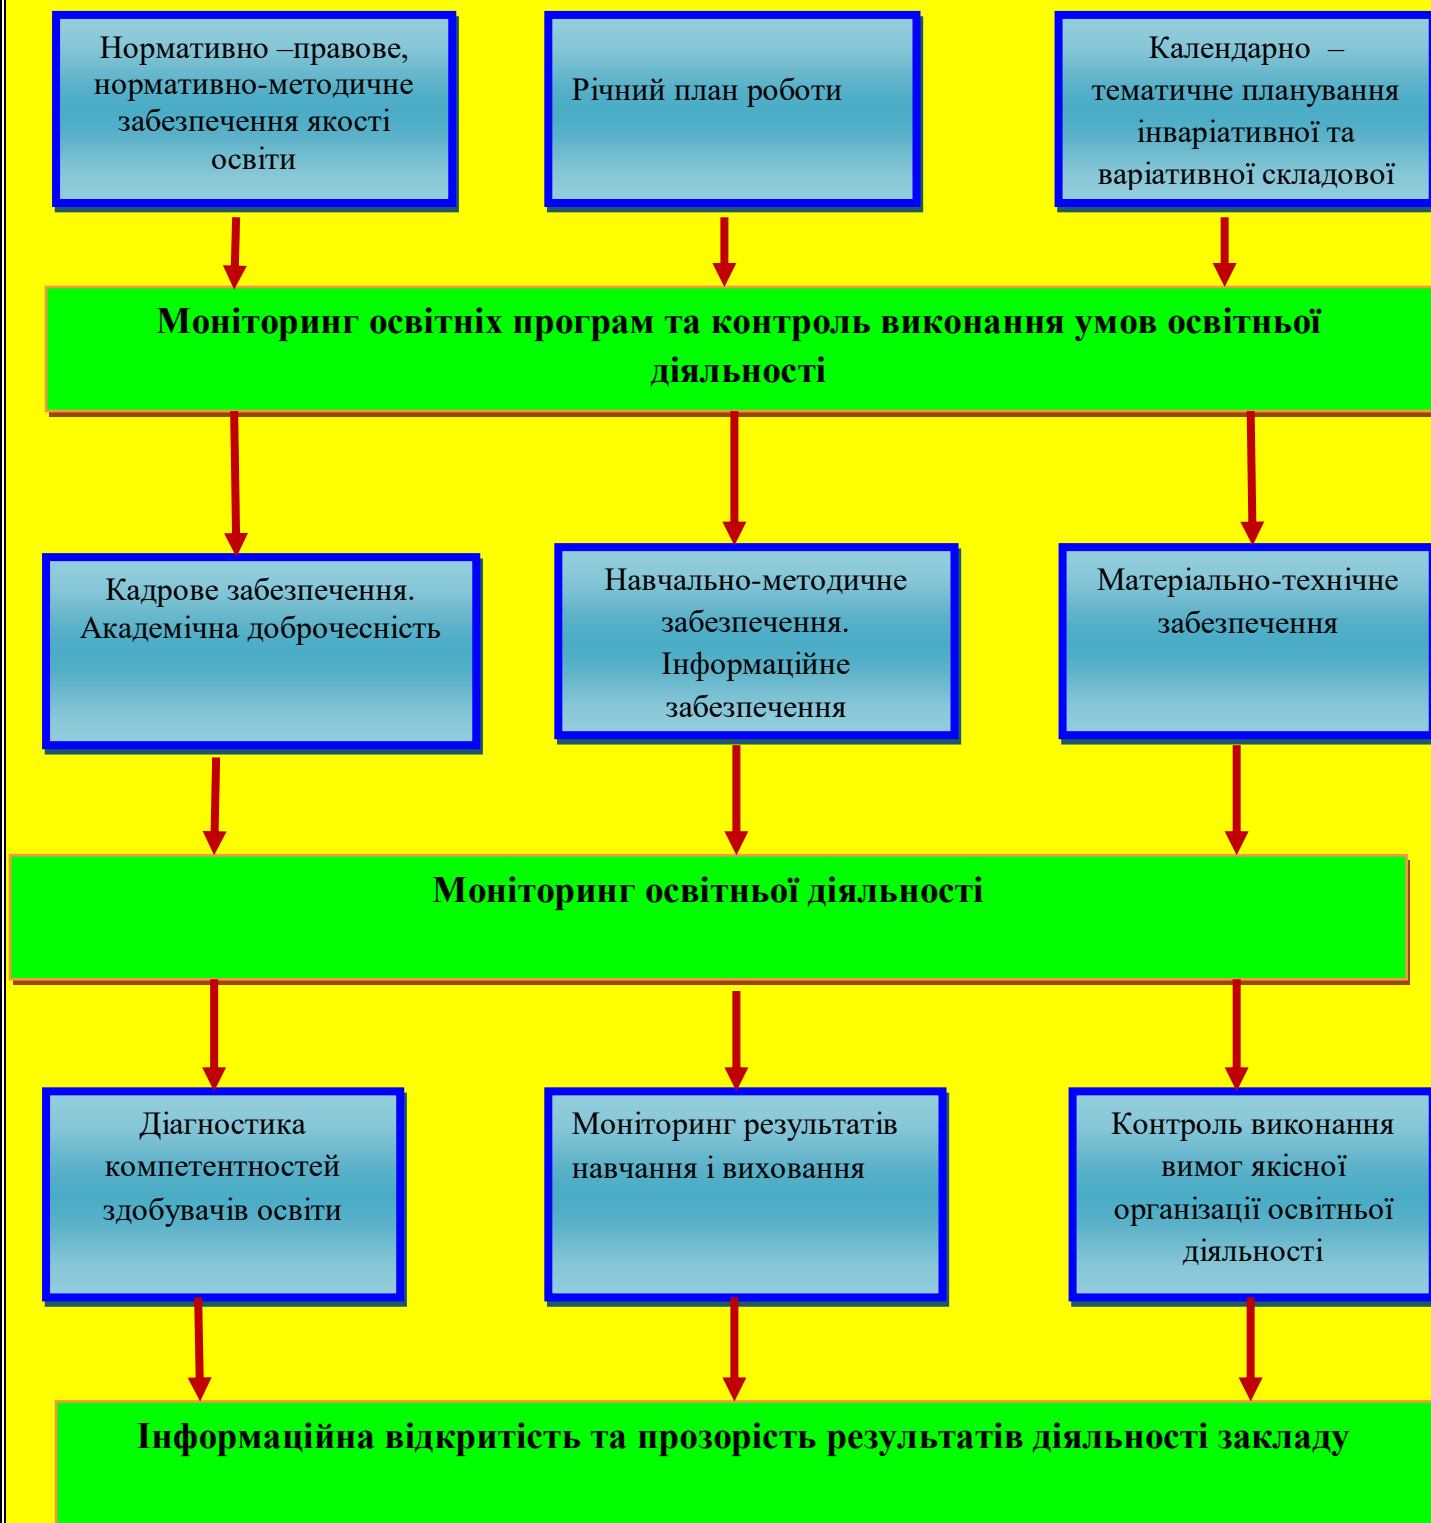 Нормативно –правове,
нормативно-методичне
забезпечення якості
освіти
Річний план роботи
Календарно –
тематичне планування
інваріативної та
варіативної складової
Моніторинг освітніх програм та контроль виконання умов освітньої
діяльності
Кадрове забезпечення.
Академічна доброчесність
Навчально-методичне
забезпечення.
Інформаційне
забезпечення
Матеріально-технічне
забезпечення
Моніторинг освітньої діяльності
Діагностика
компетентностей
здобувачів освіти
Моніторинг результатів
навчання і виховання
Контроль виконання
вимог якісної
організації освітньої
діяльності
Інформаційна відкритість та прозорість результатів діяльності закладу